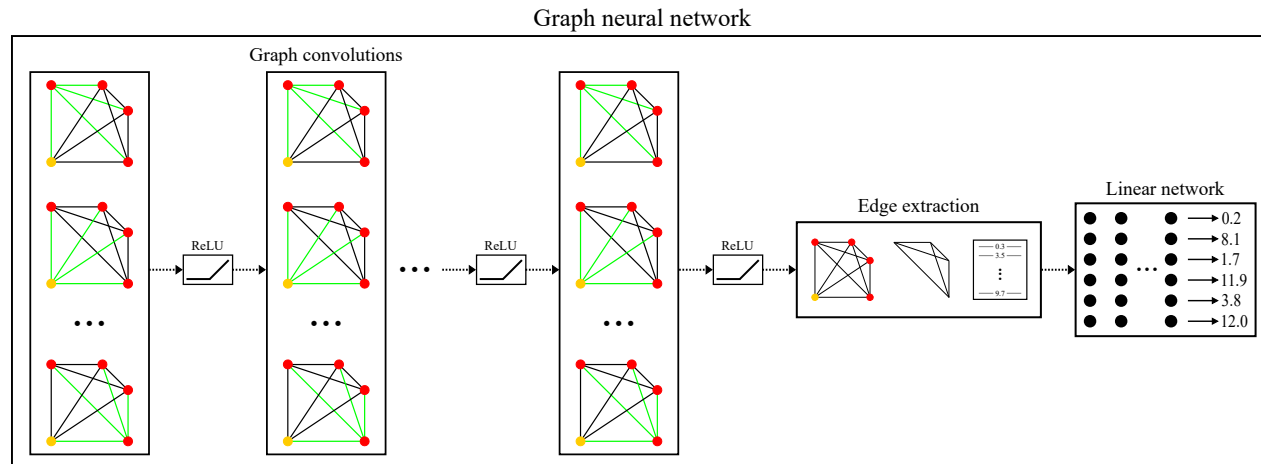 Graph neural network
Graph convolutions
ReLU
ReLU
ReLU
Edge extraction
0.3
3.5
9.7
Linear network
0.2
8.1
1.7
11.9
3.8
12.0